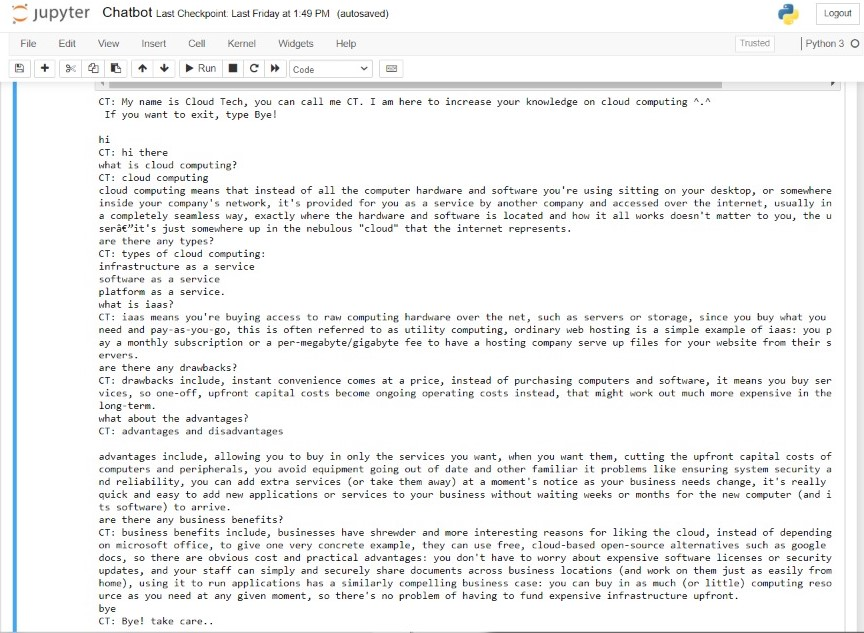 jupyter Chatbot Last Checkpoint: Last Friday at 1:49 PM (autosaved)
Logout
File Edit View Insert Cell Kernel Widgets Help
Trusted
Python 3
Run
Code
CT: My name is Cloud Tech, you can call me CT. I am here to increase your knowledge on cloud computing ^.^
If you want to exit, type Bye!
hi
CT: hi there
what is cloud computing?
CT: cloud computing
cloud computing means that instead of all the computer hardware and software you're using sitting on your desktop, or somewhere
inside your company's network, it's provided for you as a service by another company and accessed over the internet, usually in
a completely seamless way, exactly where the hardware and software is located and how it all works doesn't matter to you, the u
serâ€”it's just somewhere up in the nebulous "cloud" that the internet represents.
are there any types?
CT: types of cloud computing:
infrastructure as a service
software as a service
platform as a service.
what is iaas?
CT: iaas means you're buying access to raw computing hardware over the net, such as servers or storage, since you buy what you
need and pay-as-you-go, this is often referred to as utility computing, ordinary web hosting is a simple example of iaas: you p
ay a monthly subscription or a per-megabyte/gigabyte fee to have a hosting company serve up files for your website from their s
ervers.
are there any drawbacks?
CT: drawbacks include, instant convenience comes at a price, instead of purchasing computers and software, it means you buy ser
vices, so one-off, upfront capital costs become ongoing operating costs instead, that might work out much more expensive in the
long-term.
what about the advantages?
CT: advantages and disadvantages
advantages include, allowing you to buy in only the services you want, when you want them, cutting the upfront capital costs of
computers and peripherals, you avoid equipment going out of date and other familiar it problems like ensuring system security a
nd reliability, you can add extra services (or take them away) at a moment's notice as your business needs change, it's really
quick and easy to add new applications or services to your business without waiting weeks or months for the new computer (and i
ts software) to arrive.
are there any business benefits?
CT: business benefits include, businesses have shrewder and more interesting reasons for liking the cloud, instead of depending
on microsoft office, to give one very concrete example, they can use free, cloud-based open-source alternatives such as google
docs, so there are obvious cost and practical advantages: you don't have to worry about expensive software licenses or security
updates, and your staff can simply and securely share documents across business locations (and work on them just as easily from
home), using it to run applications has a similarly compelling business case: you can buy in as much (or little) computing reso
urce as you need at any given moment, so there's no problem of having to fund expensive infrastructure upfront.
bye
CT: Bye! take care..